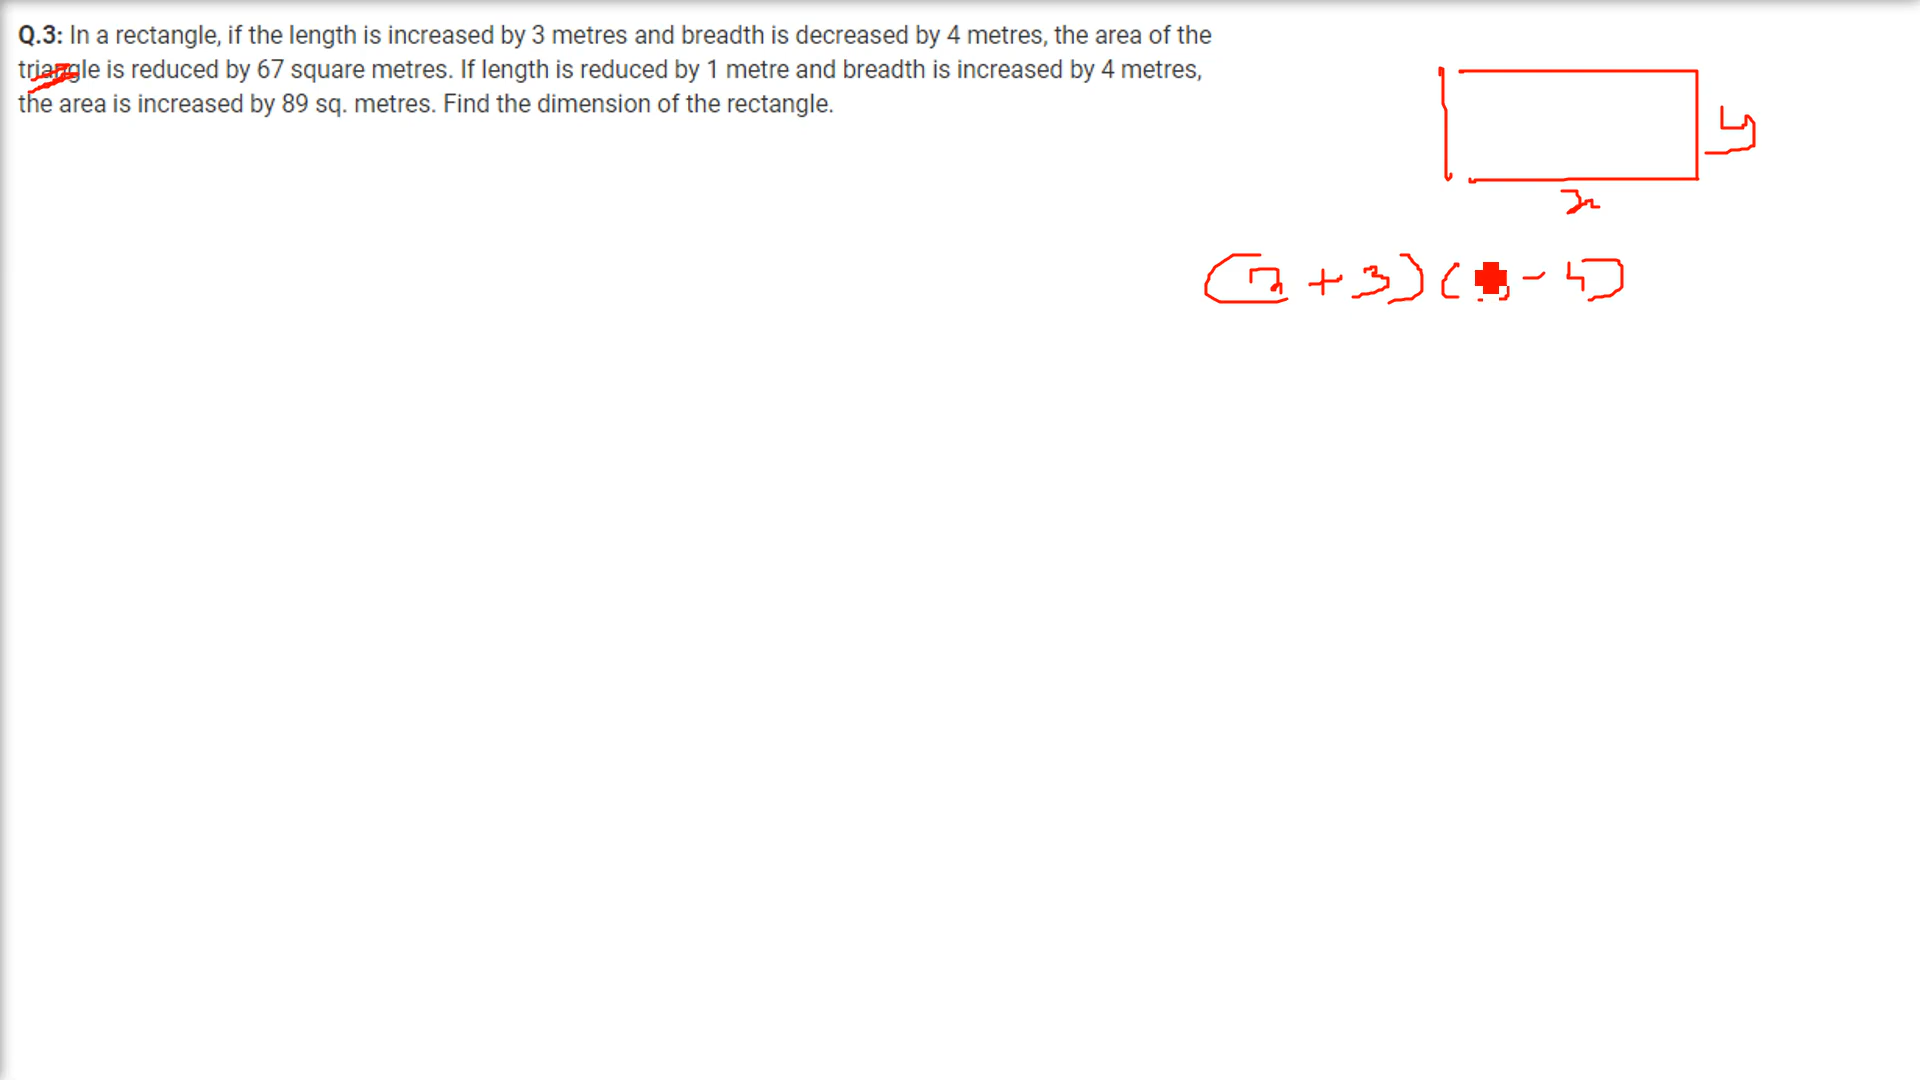 Q.3: In a rectangle, if the length is increased by 3 metres and breadth is decreased by 4 metres, the area of the
triangle is reduced by 67 square metres. If length is reduced by 1 metre and breadth is increased by 4 metres,
the area is increased by 89 sq. metres. Find the dimension of the rectangle.
y
x
(x + 3) ( - 4)